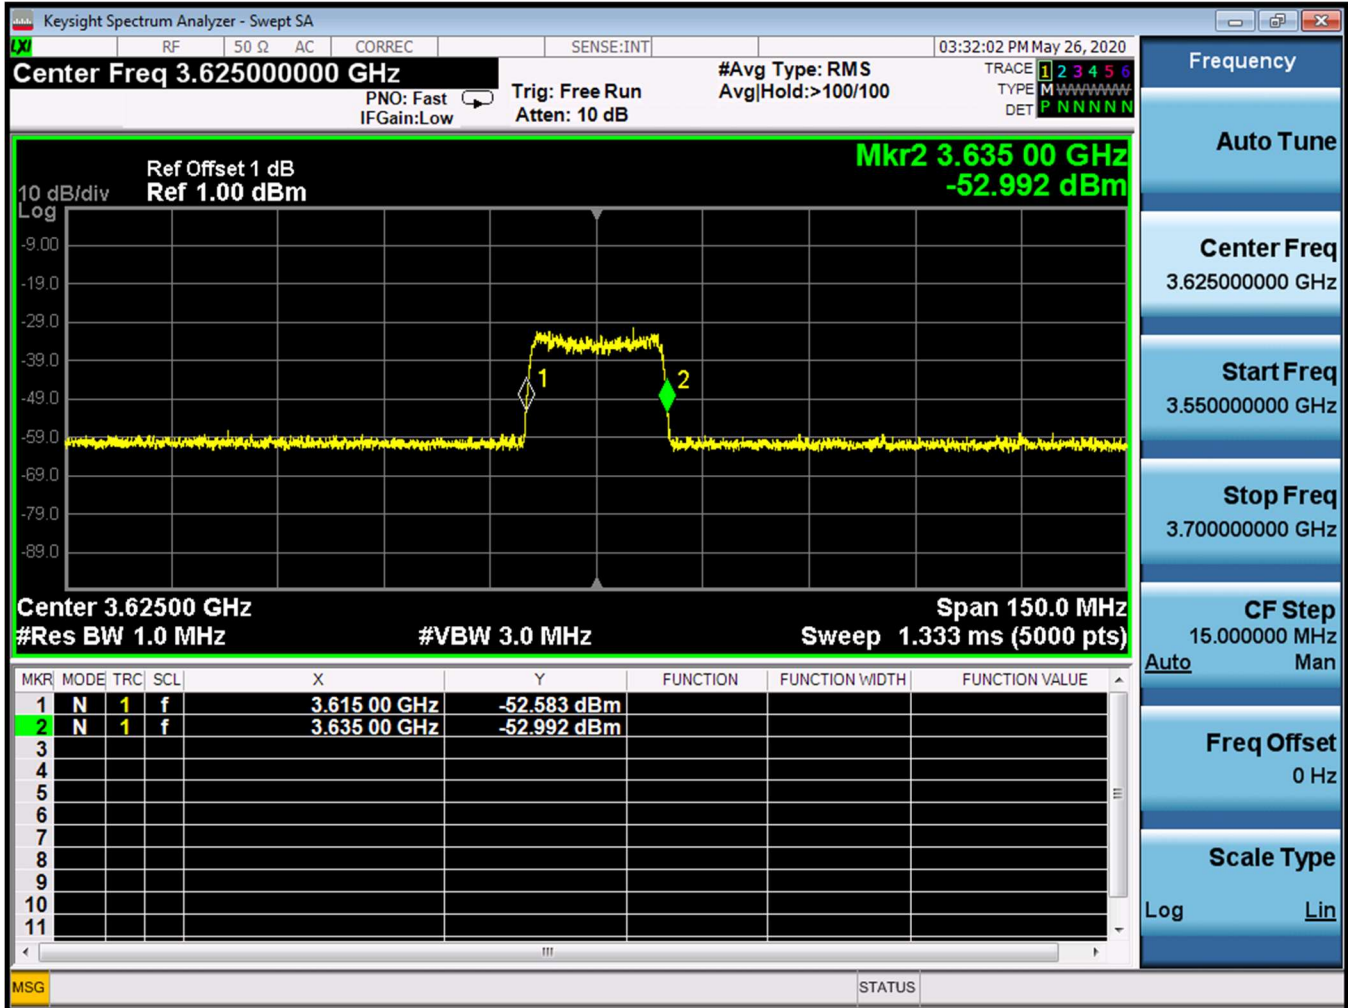 Keysight Spectrum Analyzer - Swept SA
LXI RF 50 Ω AC CORREC SENSE:INT 03:32:02 PM May 26, 2020
Center Freq 3.625000000 GHz
PNO: Fast
IFGain:Low
Trig: Free Run
Atten: 10 dB
#Avg Type: RMS
Avg|Hold:>100/100
TRACE 1 2 3 4 5 6
TYPE M WWWWW
DET P N N N N N
Ref Offset 1 dB
10 dB/div Ref 1.00 dBm
Log
Mkr2 3.635 00 GHz
-52.992 dBm
-9.00
-19.0
-29.0
-39.0
-49.0
-59.0
-69.0
-79.0
-89.0
1
2
Center 3.62500 GHz Span 150.0 MHz
#Res BW 1.0 MHz #VBW 3.0 MHz Sweep 1.333 ms (5000 pts)
MKR MODE TRC SCL X Y FUNCTION FUNCTION WIDTH FUNCTION VALUE
1 N 1 f 3.615 00 GHz -52.583 dBm
2 N 1 f 3.635 00 GHz -52.992 dBm
3
4
5
6
7
8
9
10
11
MSG STATUS
Frequency
Auto Tune
Center Freq
3.625000000 GHz
Start Freq
3.550000000 GHz
Stop Freq
3.700000000 GHz
CF Step
15.000000 MHz
Auto Man
Freq Offset
0 Hz
Scale Type
Log Lin